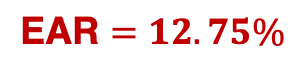 EAR = 12.75%